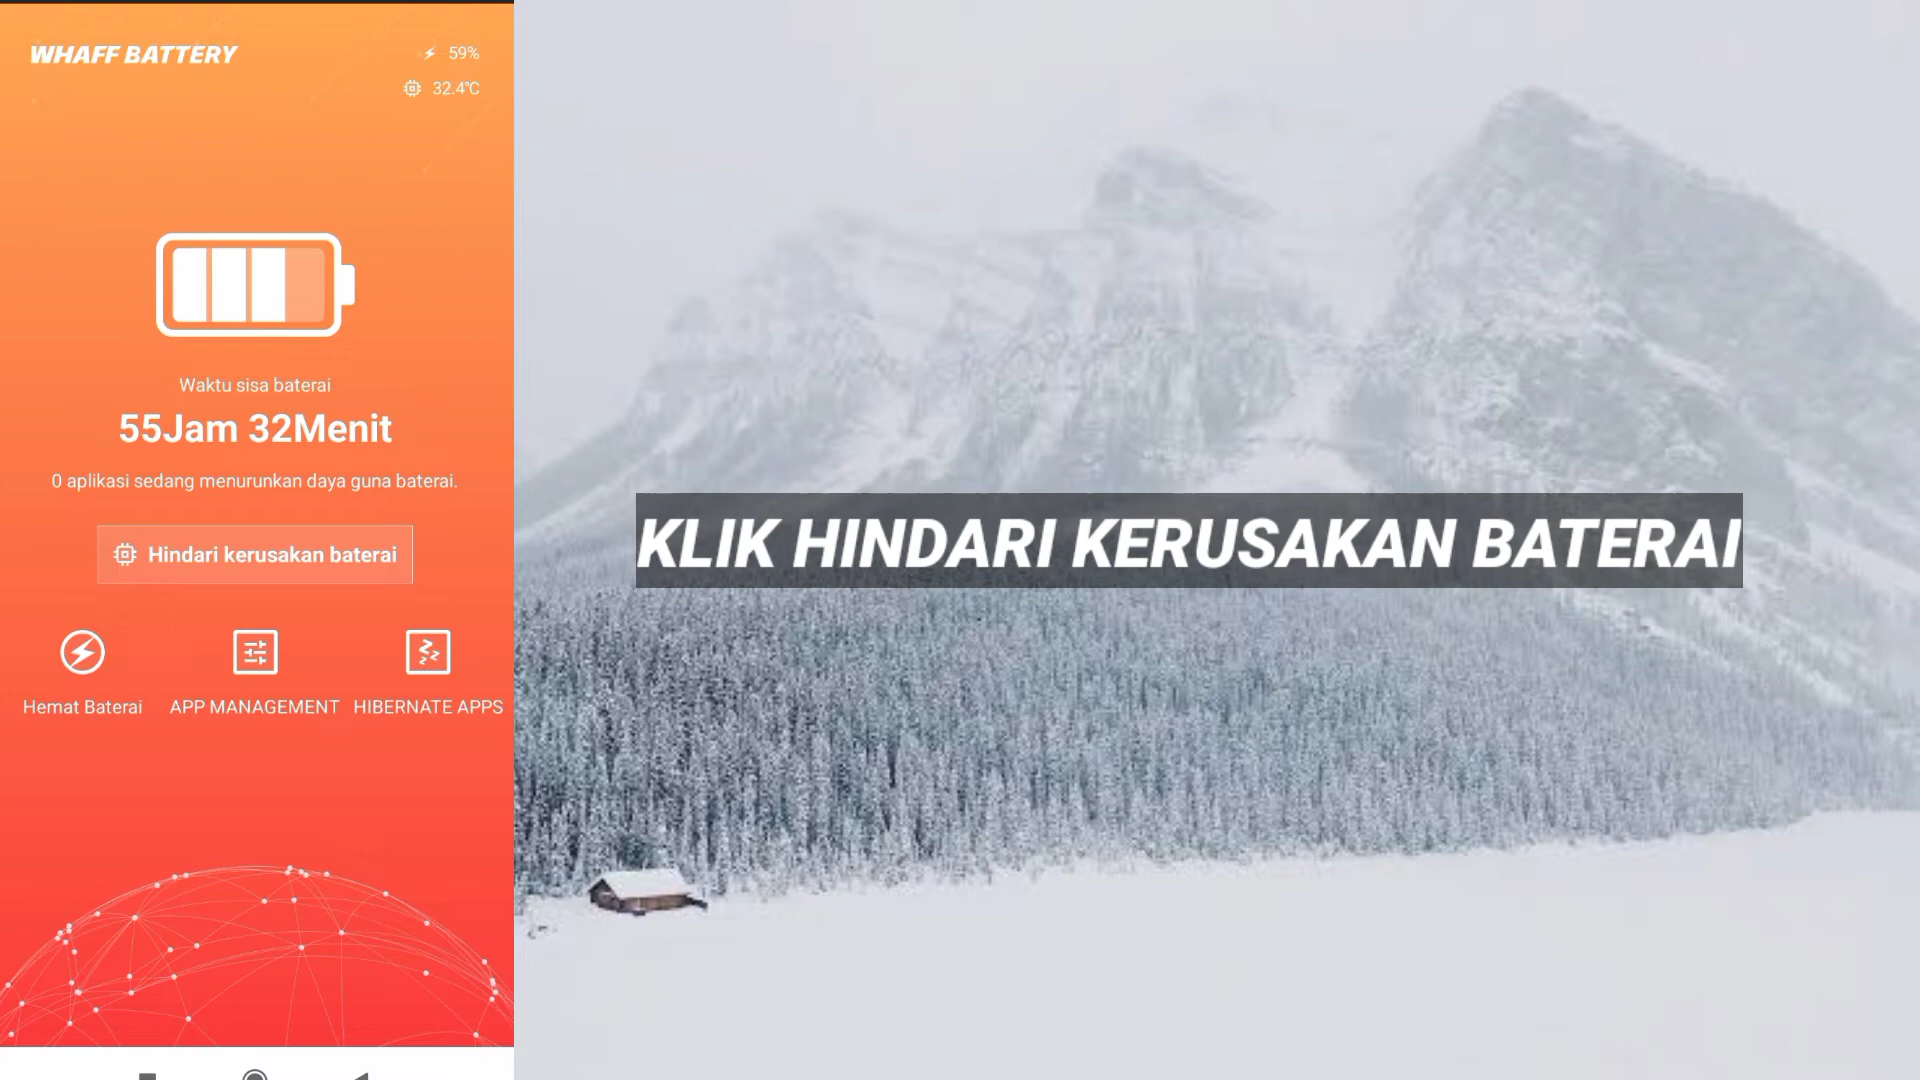 WHAFF BATTERY
59%
32.4℃
Waktu sisa baterai
55Jam 32Menit
0 aplikasi sedang menurunkan daya guna baterai.
Hindari kerusakan baterai
Hemat Baterai
APP MANAGEMENT
HIBERNATE APPS
KLIK HINDARI KERUSAKAN BATERAI